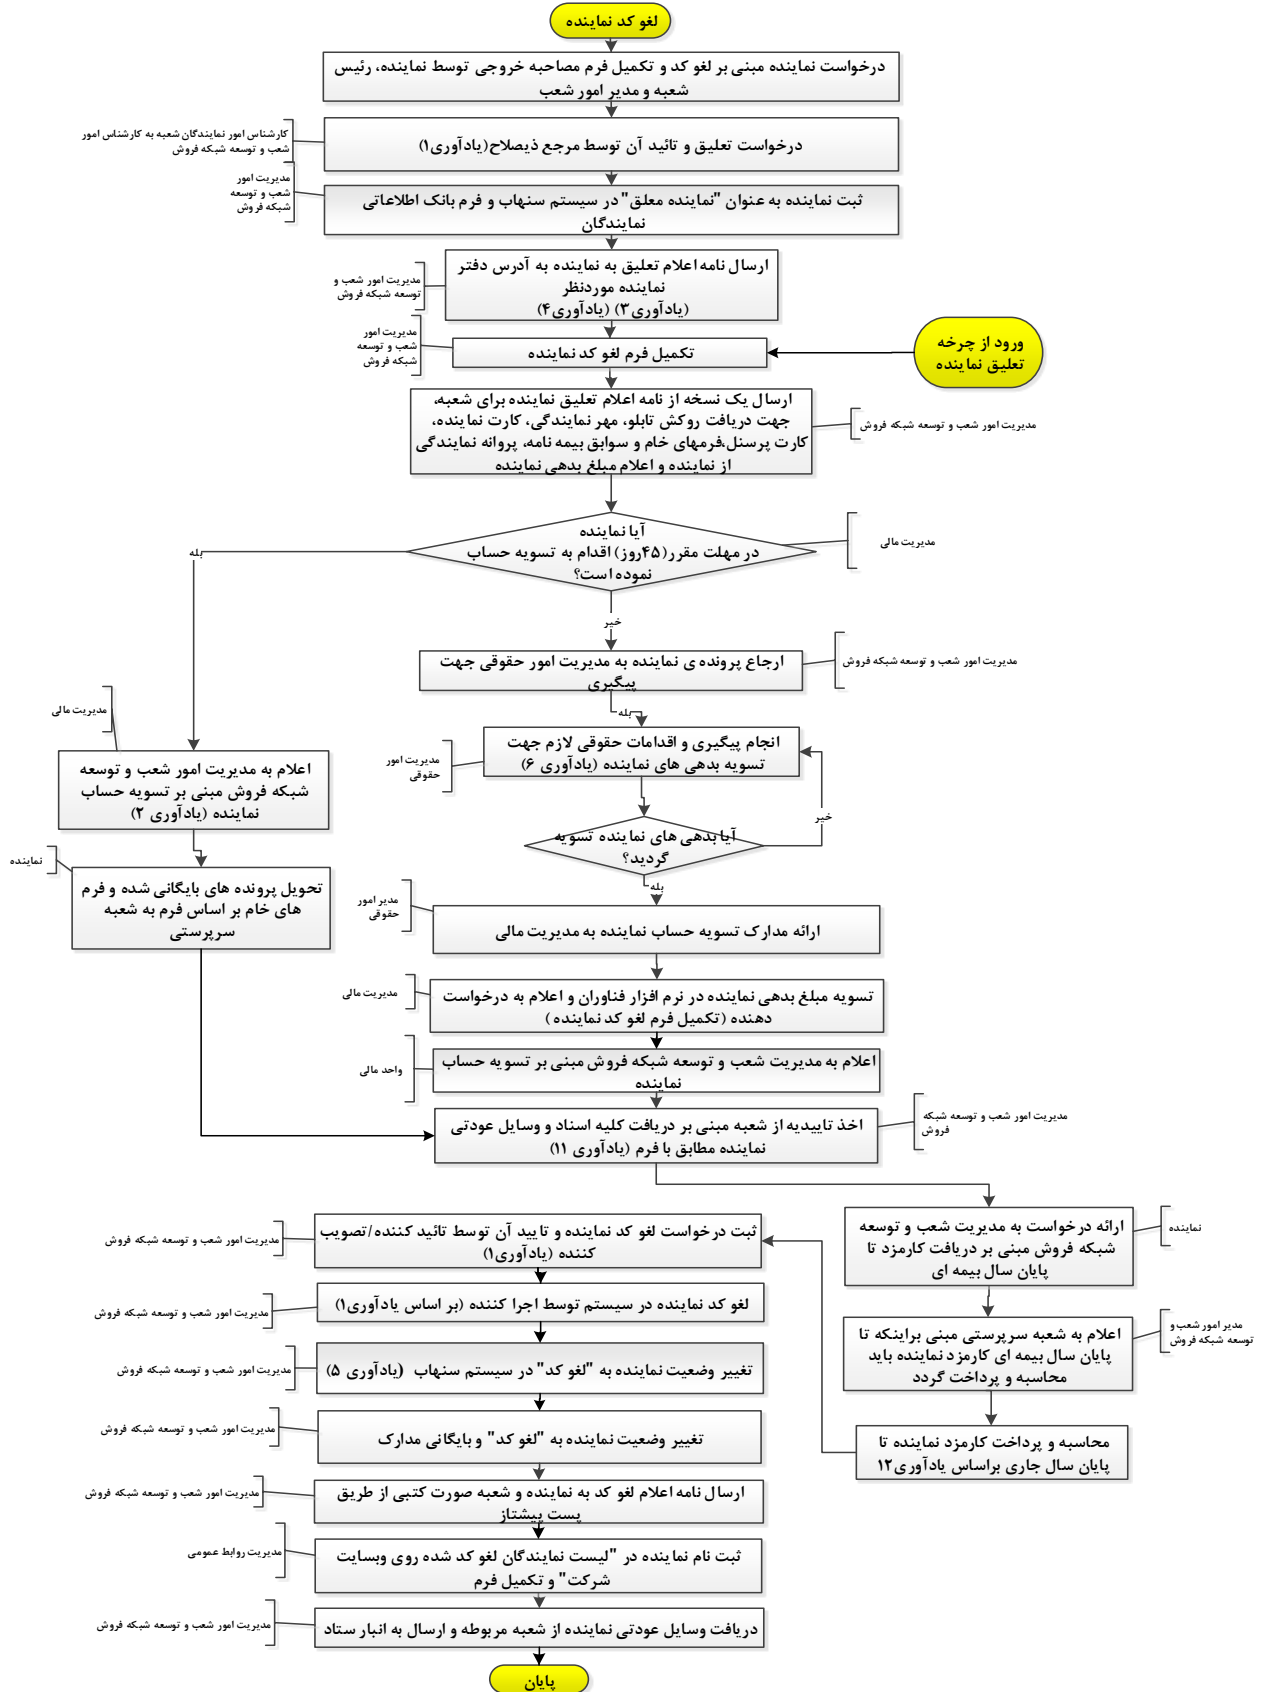 لغو کد نماینده
درخواست نماینده مبنی بر لغو کد و تکمیل فرم مصاحبه خروجی توسط نماینده، رئیس
شعبه و مدیر امور شعب
کارشناس امور نمایندگان شعبه به کارشناس امور
شعب و توسعه شبکه فروش
درخواست تعلیق و تائید آن توسط مرجع ذیصلاح(یادآوری۱)
مدیریت امور
شعب و توسعه
شبکه فروش
ثبت نماینده به عنوان "نماینده معلق" در سیستم سنهاب و فرم بانک اطلاعاتی
نمایندگان
ارسال نامه اعلام تعلیق به نماینده به آدرس دفتر
نماینده موردنظر
(یادآوری۳) (یادآوری۴)
مدیریت امور شعب و
توسعه شبکه فروش
مدیریت امور
شعب و توسعه
شبکه فروش
تکمیل فرم لغو کد نماینده
ورود از چرخه
تعلیق نماینده
ارسال یک نسخه از نامه اعلام تعلیق نماینده برای شعبه،
جهت دریافت روکش تابلو، مهر نمایندگی، کارت نماینده،
کارت پرسنل،فرمهای خام و سوابق بیمه نامه، پروانه نمایندگی
از نماینده و اعلام مبلغ بدهی نماینده
مدیریت امور شعب و توسعه شبکه فروش
آیا نماینده
در مهلت مقرر(۴۵روز) اقدام به تسویه حساب
نموده است؟
مدیریت مالی
بله
خیر
ارجاع پرونده ی نماینده به مدیریت امور حقوقی جهت
پیگیری
مدیریت امور شعب و توسعه شبکه فروش
بله
مدیریت مالی
انجام پیگیری و اقدامات حقوقی لازم جهت
تسویه بدهی های نماینده (یادآوری ۶)
مدیریت امور
حقوقی
اعلام به مدیریت امور شعب و توسعه
شبکه فروش مبنی بر تسویه حساب
نماینده (یادآوری ۲)
خیر
آیا بدهی های نماینده تسویه
گردید؟
نماینده
بله
تحویل پرونده های بایگانی شده و فرم
های خام بر اساس فرم به شعبه
سرپرستی
مدیر امور
حقوقی
ارائه مدارک تسویه حساب نماینده به مدیریت مالی
مدیریت مالی
تسویه مبلغ بدهی نماینده در نرم افزار فناوران و اعلام به درخواست
دهنده (تکمیل فرم لغو کد نماینده )
اعلام به مدیریت شعب و توسعه شبکه فروش مبنی بر تسویه حساب
نماینده
واحد مالی
اخذ تاییدیه از شعبه مبنی بر دریافت کلیه اسناد و وسایل عودتی
نماینده مطابق با فرم (یادآوری ۱۱)
مدیریت امور شعب و توسعه شبکه
فروش
ارائه درخواست به مدیریت شعب و توسعه
شبکه فروش مبنی بر دریافت کارمزد تا
پایان سال بیمه ای
نماینده
اعلام به شعبه سرپرستی مبنی براینکه تا
پایان سال بیمه ای کارمزد نماینده باید
محاسبه و پرداخت گردد
مدیر امور شعب و
توسعه شبکه فروش
محاسبه و پرداخت کارمزد نماینده تا
پایان سال جاری براساس یادآوری۱۲
ثبت درخواست لغو کد نماینده و تایید آن توسط تائید کننده/تصویب
کننده (یادآوری۱)
مدیریت امور شعب و توسعه شبکه فروش
لغو کد نماینده در سیستم توسط اجرا کننده (بر اساس یادآوری۱)
مدیریت امور شعب و توسعه شبکه فروش
تغییر وضعیت نماینده به "لغو کد" در سیستم سنهاب (یادآوری ۵)
مدیریت امور شعب و توسعه شبکه فروش
تغییر وضعیت نماینده به "لغو کد" و بایگانی مدارک
مدیریت امور شعب و توسعه شبکه فروش
ارسال نامه اعلام لغو کد به نماینده و شعبه صورت کتبی از طریق
پست پیشتاز
مدیریت امور شعب و توسعه شبکه فروش
ثبت نام نماینده در "لیست نمایندگان لغو کد شده روی وبسایت
شرکت" و تکمیل فرم
مدیریت روابط عمومی
دریافت وسایل عودتی نماینده از شعبه مربوطه و ارسال به انبار ستاد
مدیریت امور شعب و توسعه شبکه فروش
پایان